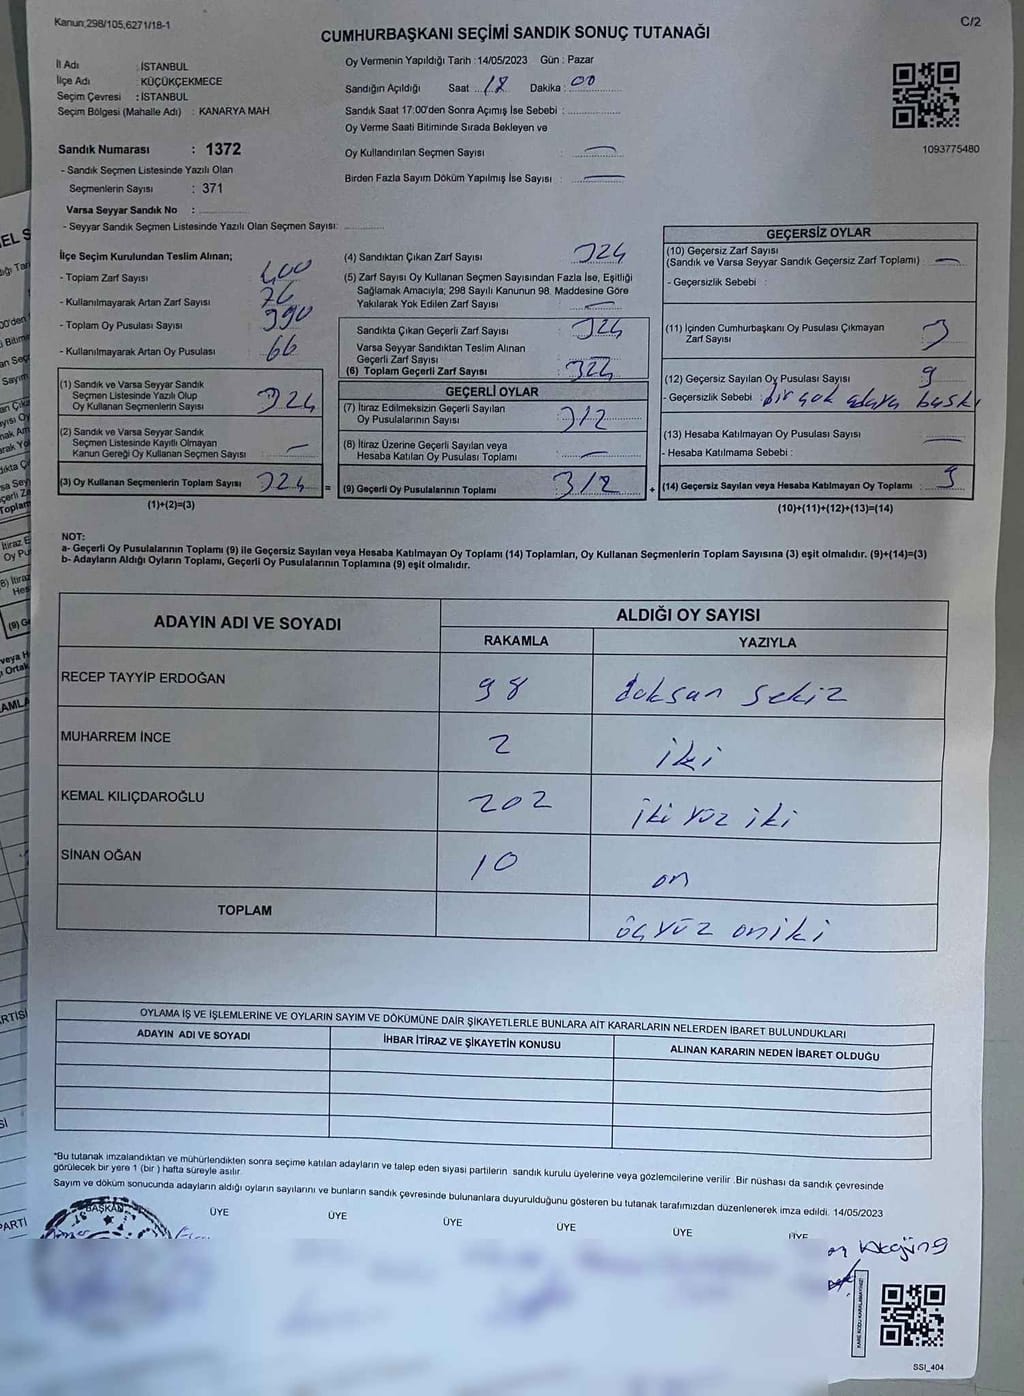 Kanun;298/105,6271/18-1
C/2
CUMHURBAŞKANI SEÇİMİ SANDIK SONUÇ TUTANAĞI
İl Adı : İSTANBUL
İlçe Adı : KÜÇÜKÇEKMECE
Seçim Çevresi : İSTANBUL
Seçim Bölgesi (Mahalle Adı) : KANARYA MAH
Sandık Numarası : 1372
- Sandık Seçmen Listesinde Yazılı Olan
Seçmenlerin Sayısı : 371
Varsa Seyyar Sandık No :
- Seyyar Sandık Seçmen Listesinde Yazılı Olan Seçmen Sayısı:
Oy Vermenin Yapıldığı Tarih : 14/05/2023 Gün : Pazar
Sandığın Açıldığı Saat 18 Dakika : 00
Sandık Saat 17:00'den Sonra Açımış İse Sebebi :
Oy Verme Saati Bitiminde Sırada Bekleyen ve
Oy Kullandırılan Seçmen Sayısı : —
Birden Fazla Sayım Döküm Yapılmış İse Sayısı : —
1093775480
İlçe Seçim Kurulundan Teslim Alınan;
- Toplam Zarf Sayısı 400
- Kullanılmayarak Artan Zarf Sayısı 76
- Toplam Oy Pusulası Sayısı 390
- Kullanılmayarak Artan Oy Pusulası 66
(1) Sandık ve Varsa Seyyar Sandık
Seçmen Listesinde Yazılı Olup
Oy Kullanan Seçmenlerin Sayısı 324
(2) Sandık ve Varsa Seyyar Sandık
Seçmen Listesinde Kayıtlı Olmayan
Kanun Gereği Oy Kullanan Seçmen Sayısı —
(3) Oy Kullanan Seçmenlerin Toplam Sayısı 324 =
(1)+(2)=(3)
(4) Sandıktan Çıkan Zarf Sayısı 324
(5) Zarf Sayısı Oy Kullanan Seçmen Sayısından Fazla İse, Eşitliği
Sağlamak Amacıyla; 298 Sayılı Kanunun 98. Maddesine Göre
Yakılarak Yok Edilen Zarf Sayısı —
Sandıkta Çıkan Geçerli Zarf Sayısı 324
Varsa Seyyar Sandıktan Teslim Alınan
Geçerli Zarf Sayısı
(6) Toplam Geçerli Zarf Sayısı 324
GEÇERLİ OYLAR
(7) İtiraz Edilmeksizin Geçerli Sayılan
Oy Pusulalarının Sayısı 312
(8) İtiraz Üzerine Geçerli Sayılan veya
Hesaba Katılan Oy Pusulası Toplamı —
(9) Geçerli Oy Pusulalarının Toplamı 312 +
GEÇERSİZ OYLAR
(10) Geçersiz Zarf Sayısı
(Sandık ve Varsa Seyyar Sandık Geçersiz Zarf Toplamı) —
- Geçersizlik Sebebi :
(11) İçinden Cumhurbaşkanı Oy Pusulası Çıkmayan
Zarf Sayısı 3
(12) Geçersiz Sayılan Oy Pusulası Sayısı 9
- Geçersizlik Sebebi : bir çok adaya baskı
(13) Hesaba Katılmayan Oy Pusulası Sayısı —
- Hesaba Katılmama Sebebi :
(14) Geçersiz Sayılan veya Hesaba Katılmayan Oy Toplamı : 9
(10)+(11)+(12)+(13)=(14)
NOT:
a- Geçerli Oy Pusulalarının Toplamı (9) ile Geçersiz Sayılan veya Hesaba Katılmayan Oy Toplamı (14) Toplamları, Oy Kullanan Seçmenlerin Toplam Sayısına (3) eşit olmalıdır. (9)+(14)=(3)
b- Adayların Aldığı Oyların Toplamı, Geçerli Oy Pusulalarının Toplamına (9) eşit olmalıdır.
ADAYIN ADI VE SOYADI ALDIĞI OY SAYISI
RAKAMLA YAZIYLA
RECEP TAYYİP ERDOĞAN 98 doksan sekiz
MUHARREM İNCE 2 iki
KEMAL KILIÇDAROĞLU 202 iki yüz iki
SİNAN OĞAN 10 on
TOPLAM üçyüz oniki
OYLAMA İŞ VE İŞLEMLERİNE VE OYLARIN SAYIM VE DÖKÜMÜNE DAİR ŞİKAYETLERLE BUNLARA AİT KARARLARIN NELERDEN İBARET BULUNDUKLARI
ADAYIN ADI VE SOYADI İHBAR İTİRAZ VE ŞİKAYETİN KONUSU ALINAN KARARIN NEDEN İBARET OLDUĞU
"Bu tutanak imzalandıktan ve mühürlendikten sonra seçime katılan adayların ve talep eden siyasi partilerin sandık kurulu üyelerine veya gözlemcilerine verilir .Bir nüshası da sandık çevresinde
görülecek bir yere 1 (bir ) hafta süreyle asılır.
Sayım ve döküm sonucunda adayların aldığı oyların sayılarını ve bunların sandık çevresinde bulunanlara duyurulduğunu gösteren bu tutanak tarafımızdan düzenlenerek imza edildi. 14/05/2023
BAŞKAN ÜYE ÜYE ÜYE ÜYE ÜYE ÜYE
KARE KODU KARALAMAYINIZ!
SSI_404